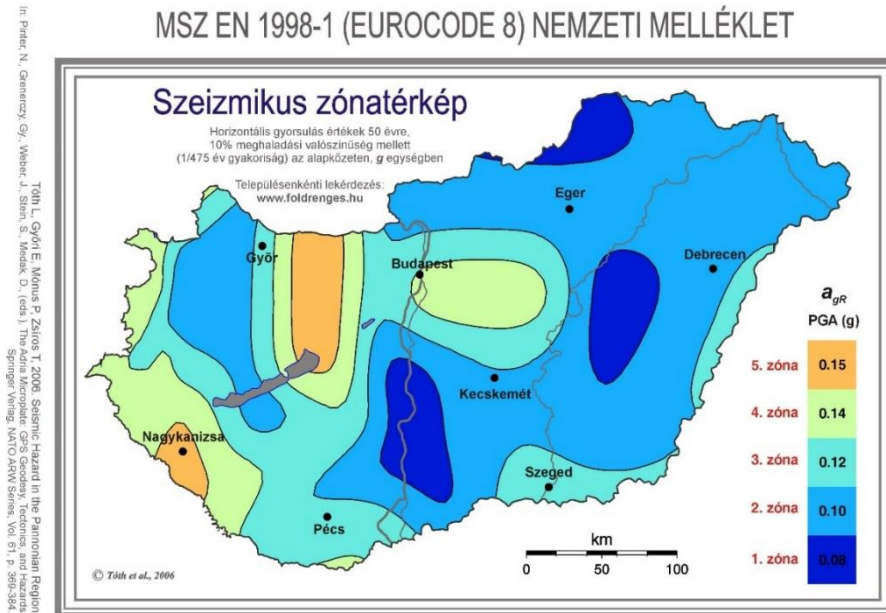 MSZ EN 1998-1 (EUROCODE 8) NEMZETI MELLÉKLET
Szeizmikus zónatérkép
Horizontális gyorsulás értékek 50 évre,
10% meghaladási valószínűség mellett
(1/475 év gyakoriság) az alapkőzeten, g egységben
Településenkénti lekérdezés:
www.foldrenges.hu
Eger
Győr
Budapest
Debrecen
Kecskemét
Nagykanizsa
Szeged
Pécs
agR
PGA (g)
5. zóna 0.15
4. zóna 0.14
3. zóna 0.12
2. zóna 0.10
1. zóna 0.08
km
0 50 100
© Tóth et al., 2006
Tóth L, Győri E, Mónus P, Zsíros T, 2006. Seismic Hazard in the Pannonian Region
In: Pinter, N., Grenerczy, Gy., Weber, J., Stein, S., Medak, D., (eds.), The Adria Microplate: GPS Geodesy, Tectonics, and Hazards
Springer Verlag, NATO ARW Series, Vol. 61, p. 369-384.